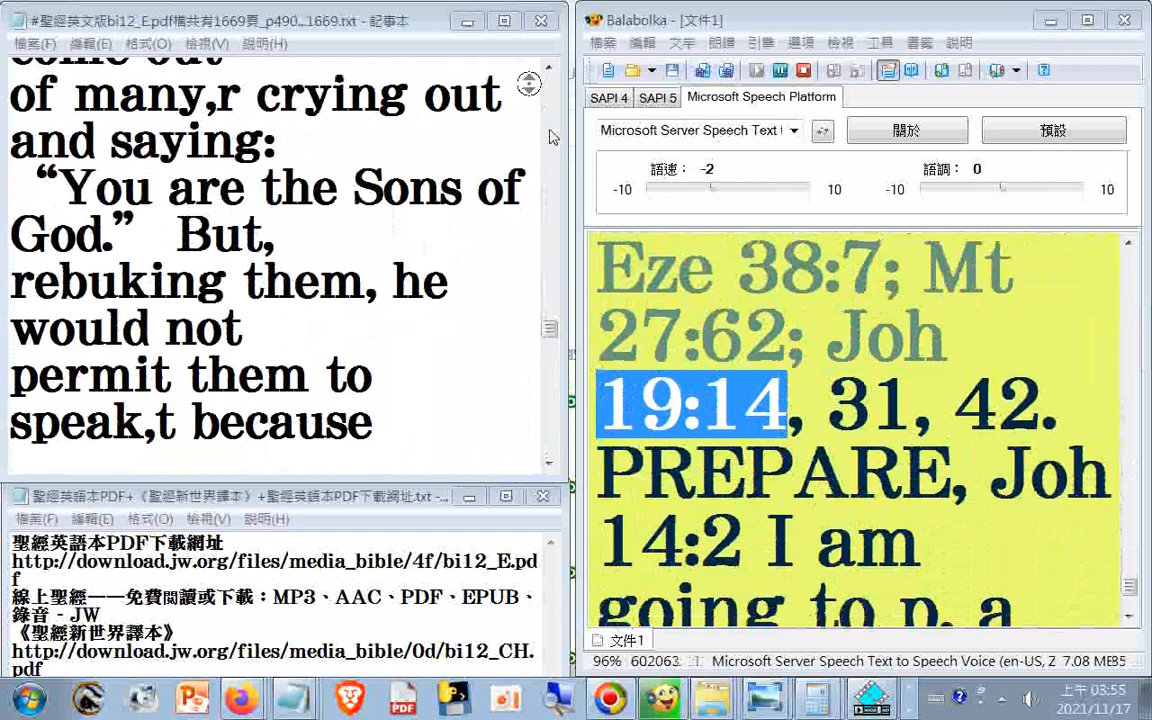 #聖經英文版bi12_E.pdf檔共有1669頁_p490...1669.txt - 記事本
檔案(F) 編輯(E) 格式(O) 檢視(V) 說明(H)
of many,r crying out
and saying:
“You are the Sons of
God.” But,
rebuking them, he
would not
permit them to
speak,t because
聖經英語本PDF+《聖經新世界譯本》+聖經英語本PDF下載網址.txt -...
檔案(F) 編輯(E) 格式(O) 檢視(V) 說明(H)
聖經英語本PDF下載網址
http://download.jw.org/files/media_bible/4f/bi12_E.pd
f
線上聖經——免費閱讀或下載：MP3、AAC、PDF、EPUB、
錄音 - JW
《聖經新世界譯本》
http://download.jw.org/files/media_bible/0d/bi12_CH.
pdf
Balabolka - [文件1]
檔案 編輯 文字 朗讀 引擎 選項 檢視 工具 書籤 說明
SAPI 4 SAPI 5 Microsoft Speech Platform
Microsoft Server Speech Text 關於 預設
語速： -2 語調： 0
-10 10 -10 10
Eze 38:7; Mt
27:62; Joh
19:14, 31, 42.
PREPARE, Joh
14:2 I am
going to p. a
文件1
96% 602063 Microsoft Server Speech Text to Speech Voice (en-US, Z 7.08 MB
上午 03:55
2021/11/17